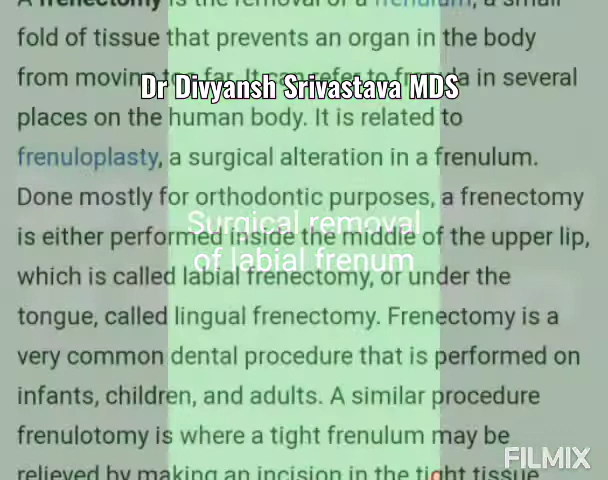 A frenectomy is the removal of a frenulum, a small
fold of tissue that prevents an organ in the body
from moving too far. It can refer to frenula in several
Dr Divyansh Srivastava MDS
places on the human body. It is related to
frenuloplasty, a surgical alteration in a frenulum.
Done mostly for orthodontic purposes, a frenectomy
Surgical removal
is either performed inside the middle of the upper lip,
of labial frenum
which is called labial frenectomy, or under the
tongue, called lingual frenectomy. Frenectomy is a
very common dental procedure that is performed on
infants, children, and adults. A similar procedure
frenulotomy is where a tight frenulum may be
relieved by making an incision in the tight tissue
FILMIX